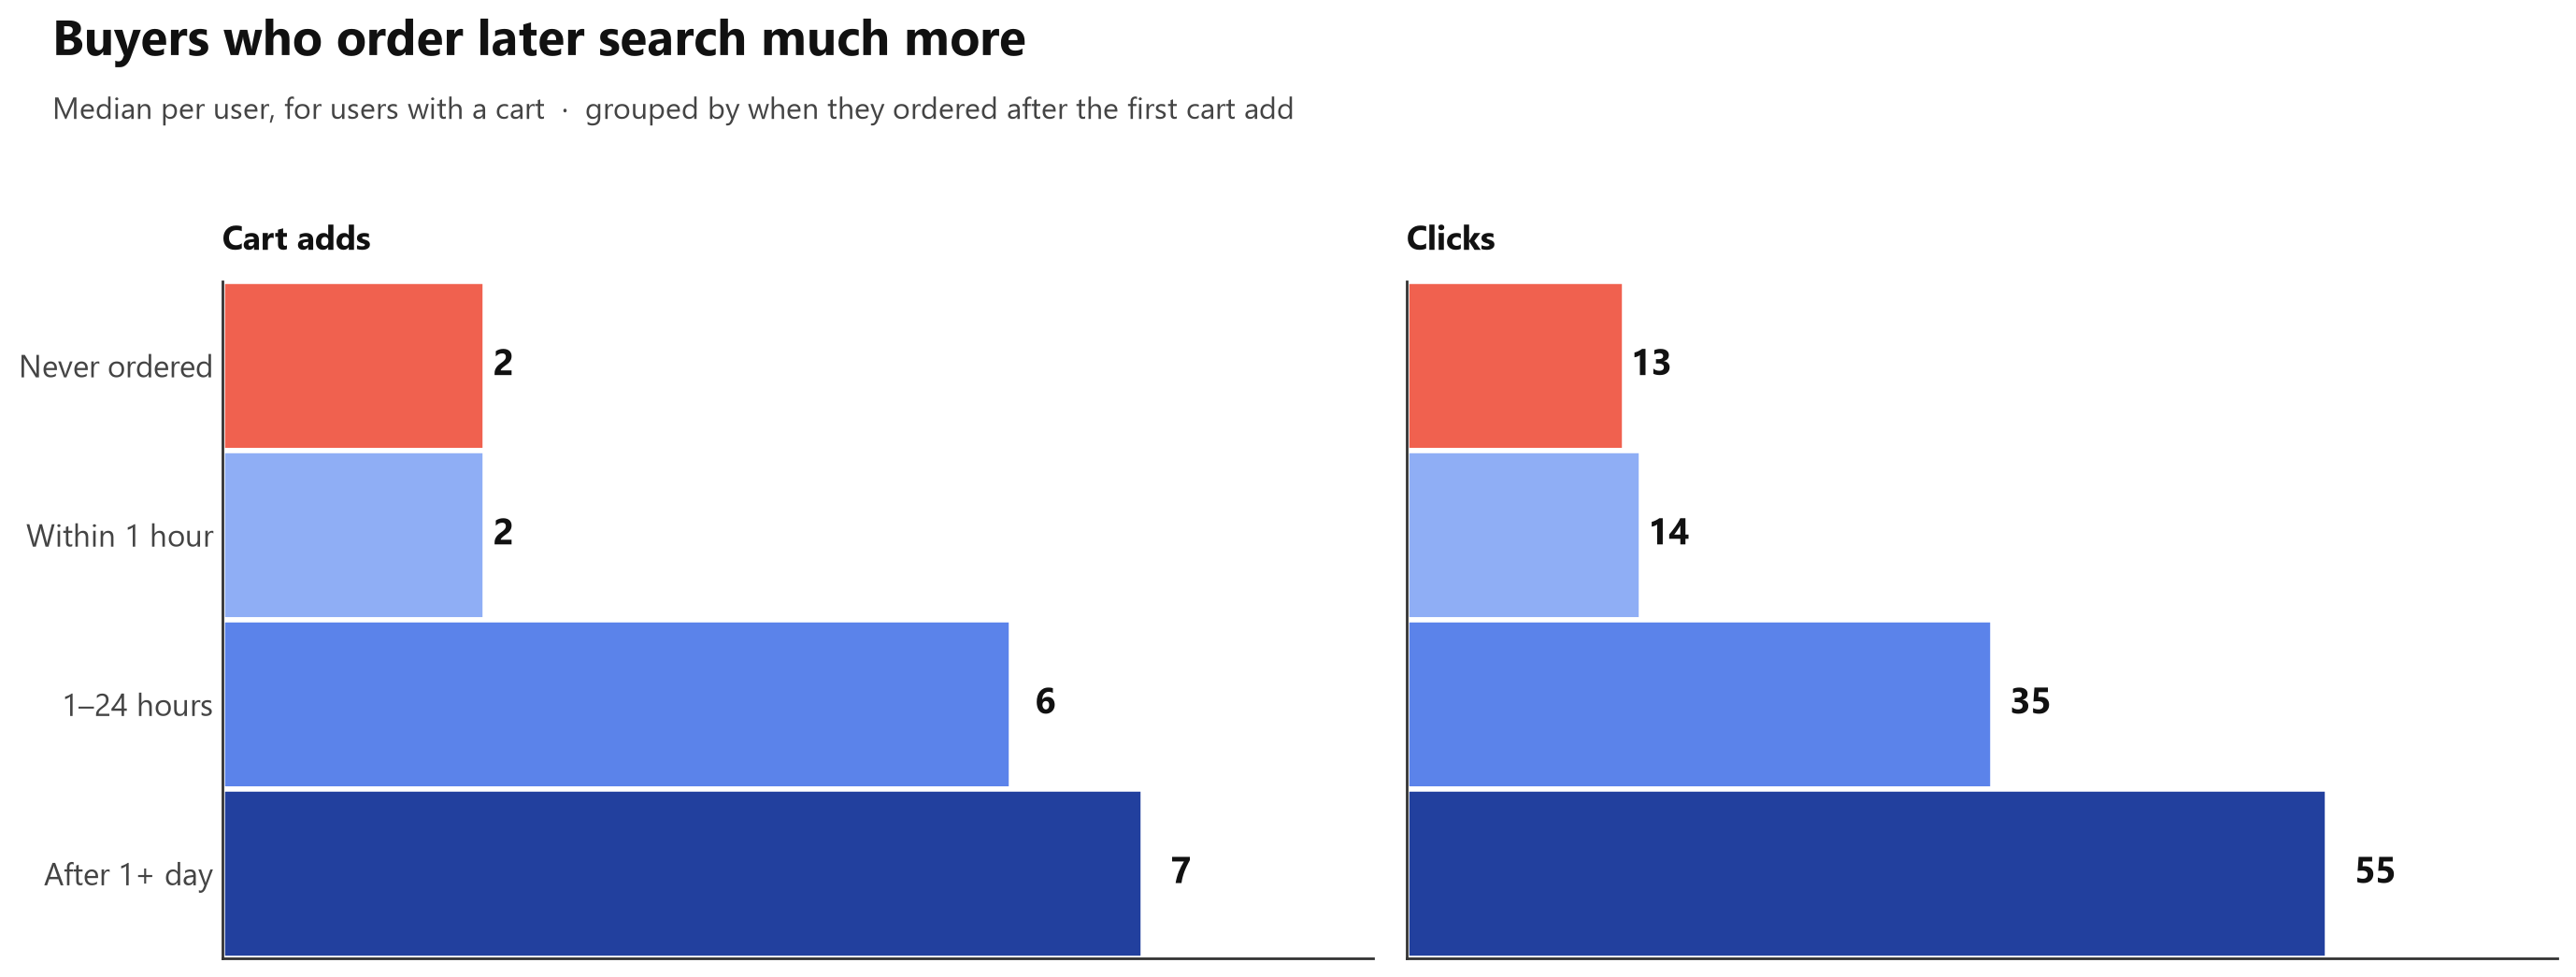 Buyers who order later search much more
Median per user, for users with a cart · grouped by when they ordered after the first cart add
Cart adds
Never ordered 2
Within 1 hour 2
1–24 hours 6
After 1+ day 7
Clicks
13
14
35
55